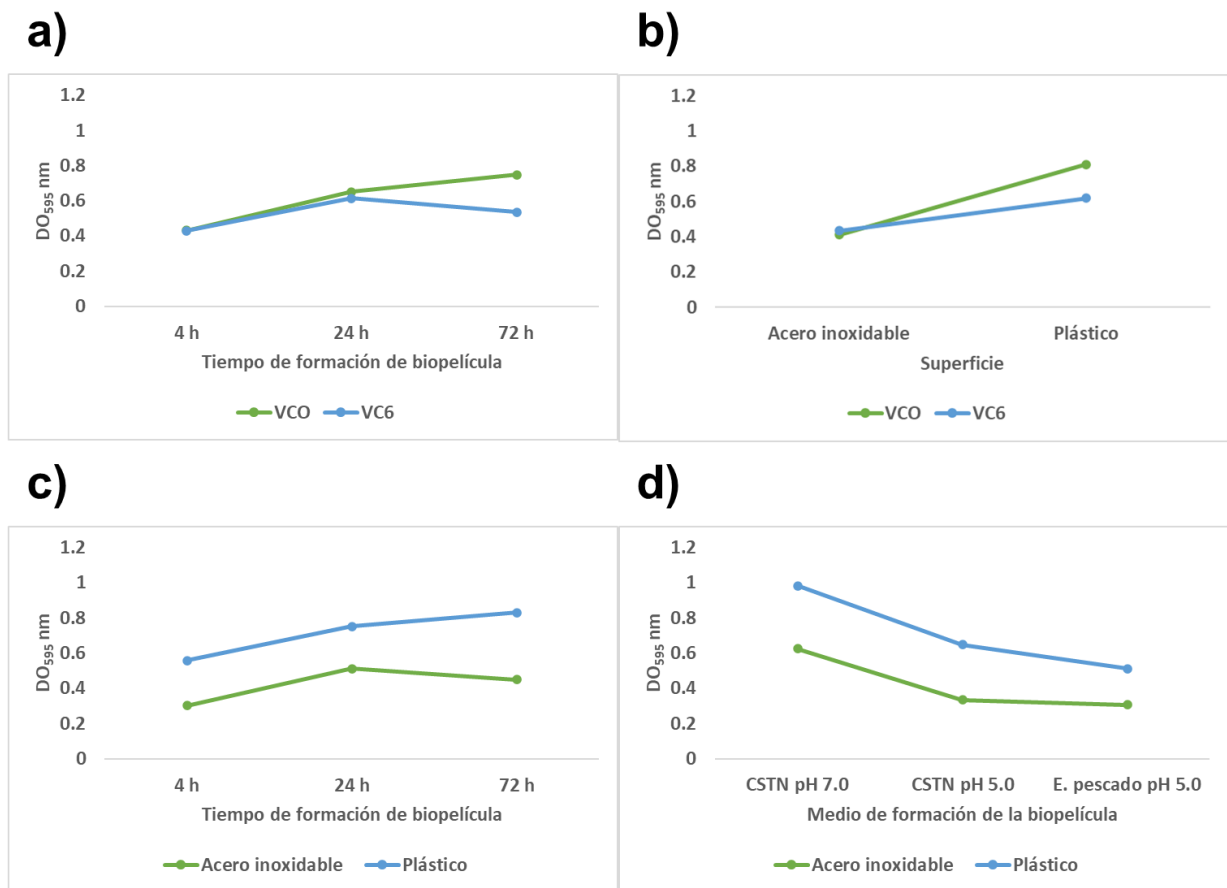 a)
1.2
1
0.8
0.6
0.4
0.2
0
DO595 nm
4 h 24 h 72 h
Tiempo de formación de biopelícula
VCO VC6
b)
1.2
1
0.8
0.6
0.4
0.2
0
DO595 nm
Acero inoxidable Plástico
Superficie
VCO VC6
c)
1.2
1
0.8
0.6
0.4
0.2
0
DO595 nm
4 h 24 h 72 h
Tiempo de formación de biopelícula
Acero inoxidable Plástico
d)
1.2
1
0.8
0.6
0.4
0.2
0
DO595 nm
CSTN pH 7.0 CSTN pH 5.0 E. pescado pH 5.0
Medio de formación de la biopelícula
Acero inoxidable Plástico